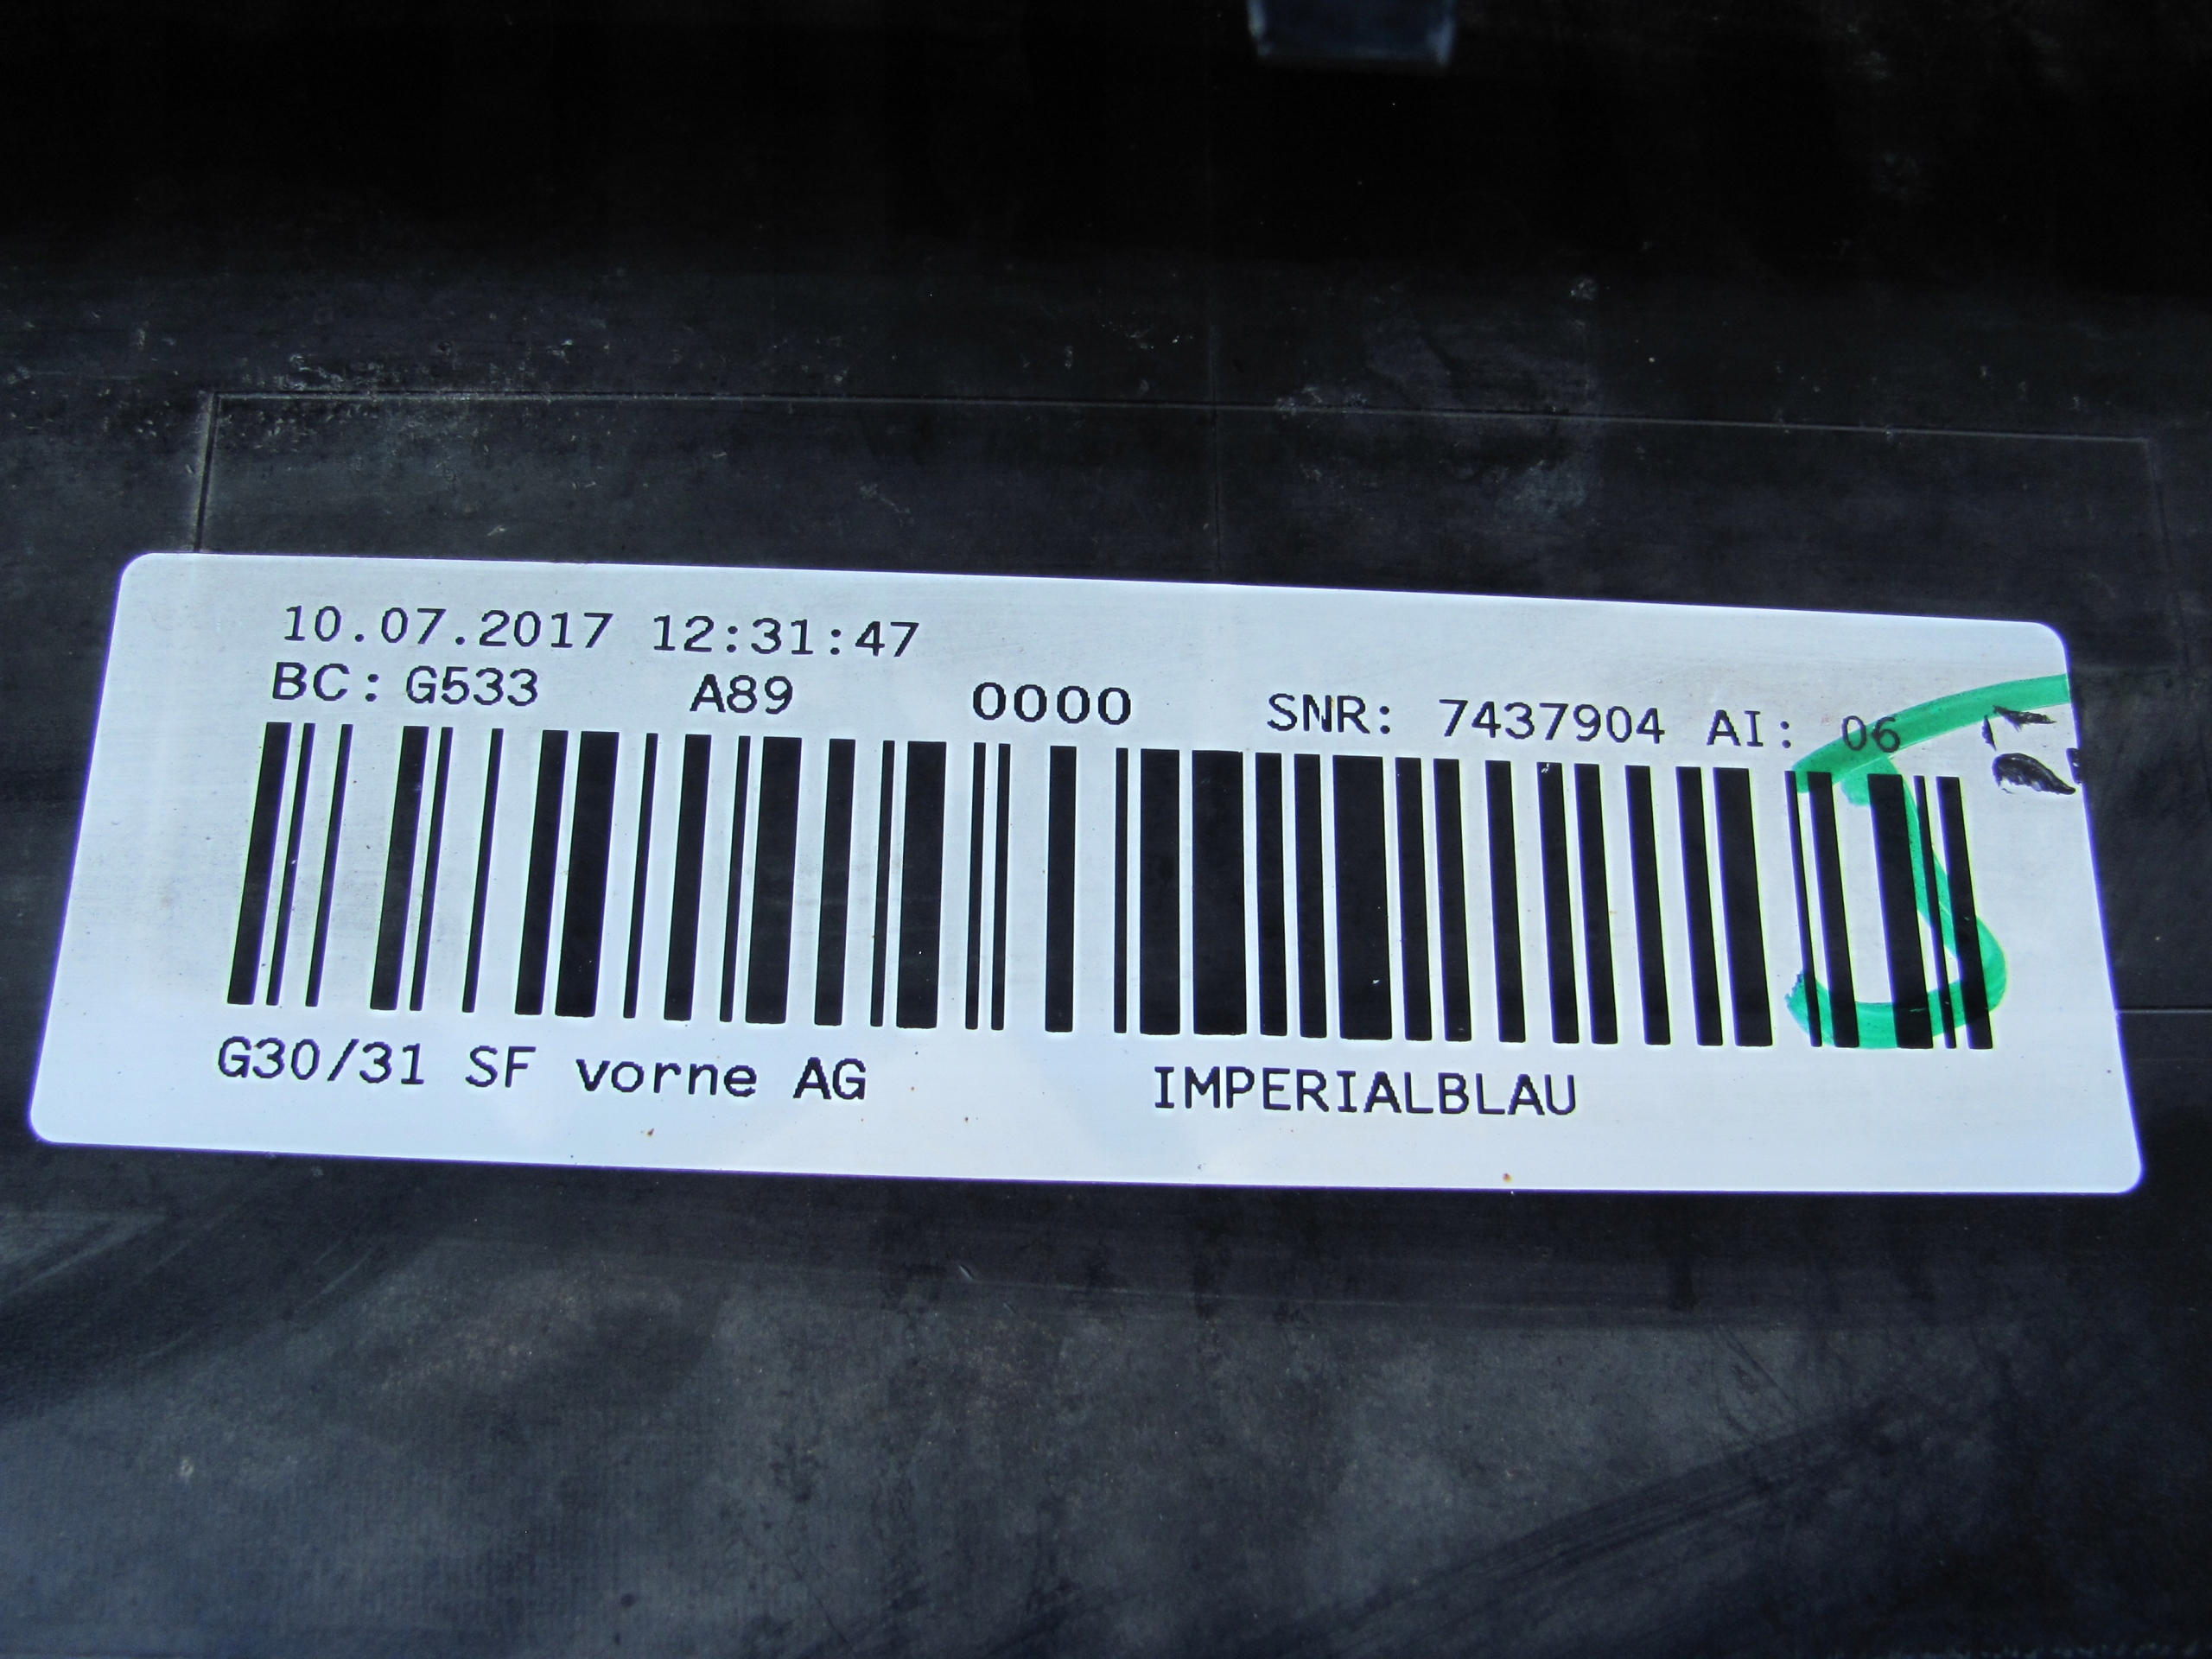 10.07.2017 12:31:47
BC: G533 A89 0000 SNR: 7437904 AI: 06
G30/31 SF vorne AG IMPERIALBLAU